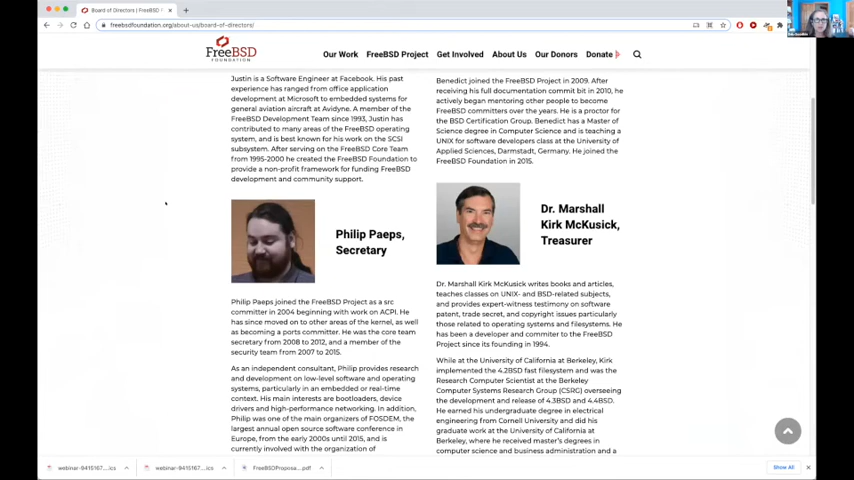 Board of Directors | FreeBSD
freebsdfoundation.org/about-us/board-of-directors/
FreeBSD
FOUNDATION
Our Work
FreeBSD Project
Get Involved
About Us
Our Donors
Donate
Justin is a Software Engineer at Facebook. His past
experience has ranged from office application
development at Microsoft to embedded systems for
general aviation aircraft at Avidyne. A member of the
FreeBSD Development Team since 1993, Justin has
contributed to many areas of the FreeBSD operating
system, and is best known for his work on the SCSI
subsystem. After serving on the FreeBSD Core Team
from 1995-2000 he created the FreeBSD Foundation to
provide a non-profit framework for funding FreeBSD
development and community support.
Philip Paeps,
Secretary
Philip Paeps joined the FreeBSD Project as a src
committer in 2004 beginning with work on ACPI. He
has since moved on to other areas of the kernel, as well
as becoming a ports committer. He was the core team
secretary from 2008 to 2012, and a member of the
security team from 2007 to 2015.
As an independent consultant, Philip provides research
and development on low-level software and operating
systems, particularly in an embedded or real-time
context. His main interests are bootloaders, device
drivers and high-performance networking. In addition,
Philip was one of the main organizers of FOSDEM, the
largest annual open source software conference in
Europe, from the early 2000s until 2015, and is
currently involved with the organization of
Benedict joined the FreeBSD Project in 2009. After
receiving his full documentation commit bit in 2010, he
actively began mentoring other people to become
FreeBSD committers over the years. He is a proctor for
the BSD Certification Group. Benedict has a Master of
Science degree in Computer Science and is teaching a
UNIX for software developers class at the University of
Applied Sciences, Darmstadt, Germany. He joined the
FreeBSD Foundation in 2015.
Dr. Marshall
Kirk McKusick,
Treasurer
Dr. Marshall Kirk McKusick writes books and articles,
teaches classes on UNIX- and BSD-related subjects,
and provides expert-witness testimony on software
patent, trade secret, and copyright issues particularly
those related to operating systems and filesystems. He
has been a developer and commiter to the FreeBSD
Project since its founding in 1994.
While at the University of California at Berkeley, Kirk
implemented the 4.2BSD fast filesystem and was the
Research Computer Scientist at the Berkeley
Computer Systems Research Group (CSRG) overseeing
the development and release of 4.3BSD and 4.4BSD.
He earned his undergraduate degree in electrical
engineering from Cornell University and did his
graduate work at the University of California at
Berkeley, where he received master's degrees in
computer science and business administration and a
webinar-9415167....ics
webinar-9415167....ics
FreeBSDProposa....pdf
Show All